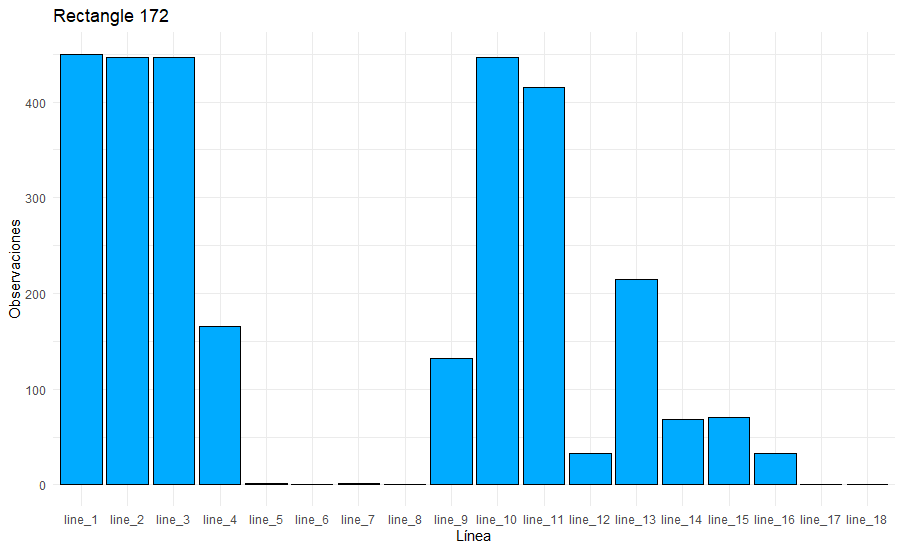 Rectangle 172
400
300
200
100
0
Observaciones
line_1 line_2 line_3 line_4 line_5 line_6 line_7 line_8 line_9 line_10 line_11 line_12 line_13 line_14 line_15 line_16 line_17 line_18
Línea